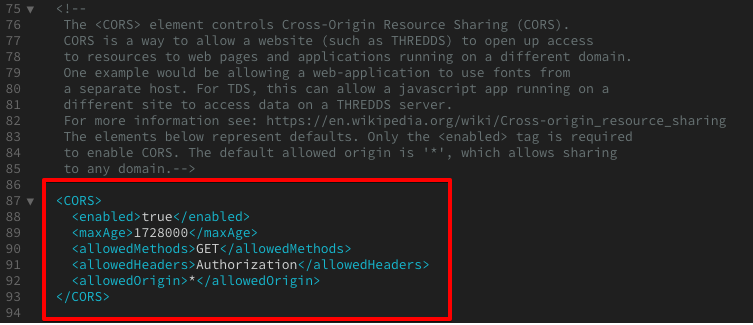 75 ▼ <!--
76 The <CORS> element controls Cross-Origin Resource Sharing (CORS).
77 CORS is a way to allow a website (such as THREDDS) to open up access
78 to resources to web pages and applications running on a different domain.
79 One example would be allowing a web-application to use fonts from
80 a separate host. For TDS, this can allow a javascript app running on a
81 different site to access data on a THREDDS server.
82 For more information see: https://en.wikipedia.org/wiki/Cross-origin_resource_sharing
83 The elements below represent defaults. Only the <enabled> tag is required
84 to enable CORS. The default allowed origin is '*', which allows sharing
85 to any domain.-->
86
87 ▼ <CORS>
88 <enabled>true</enabled>
89 <maxAge>1728000</maxAge>
90 <allowedMethods>GET</allowedMethods>
91 <allowedHeaders>Authorization</allowedHeaders>
92 <allowedOrigin>*</allowedOrigin>
93 </CORS>
94